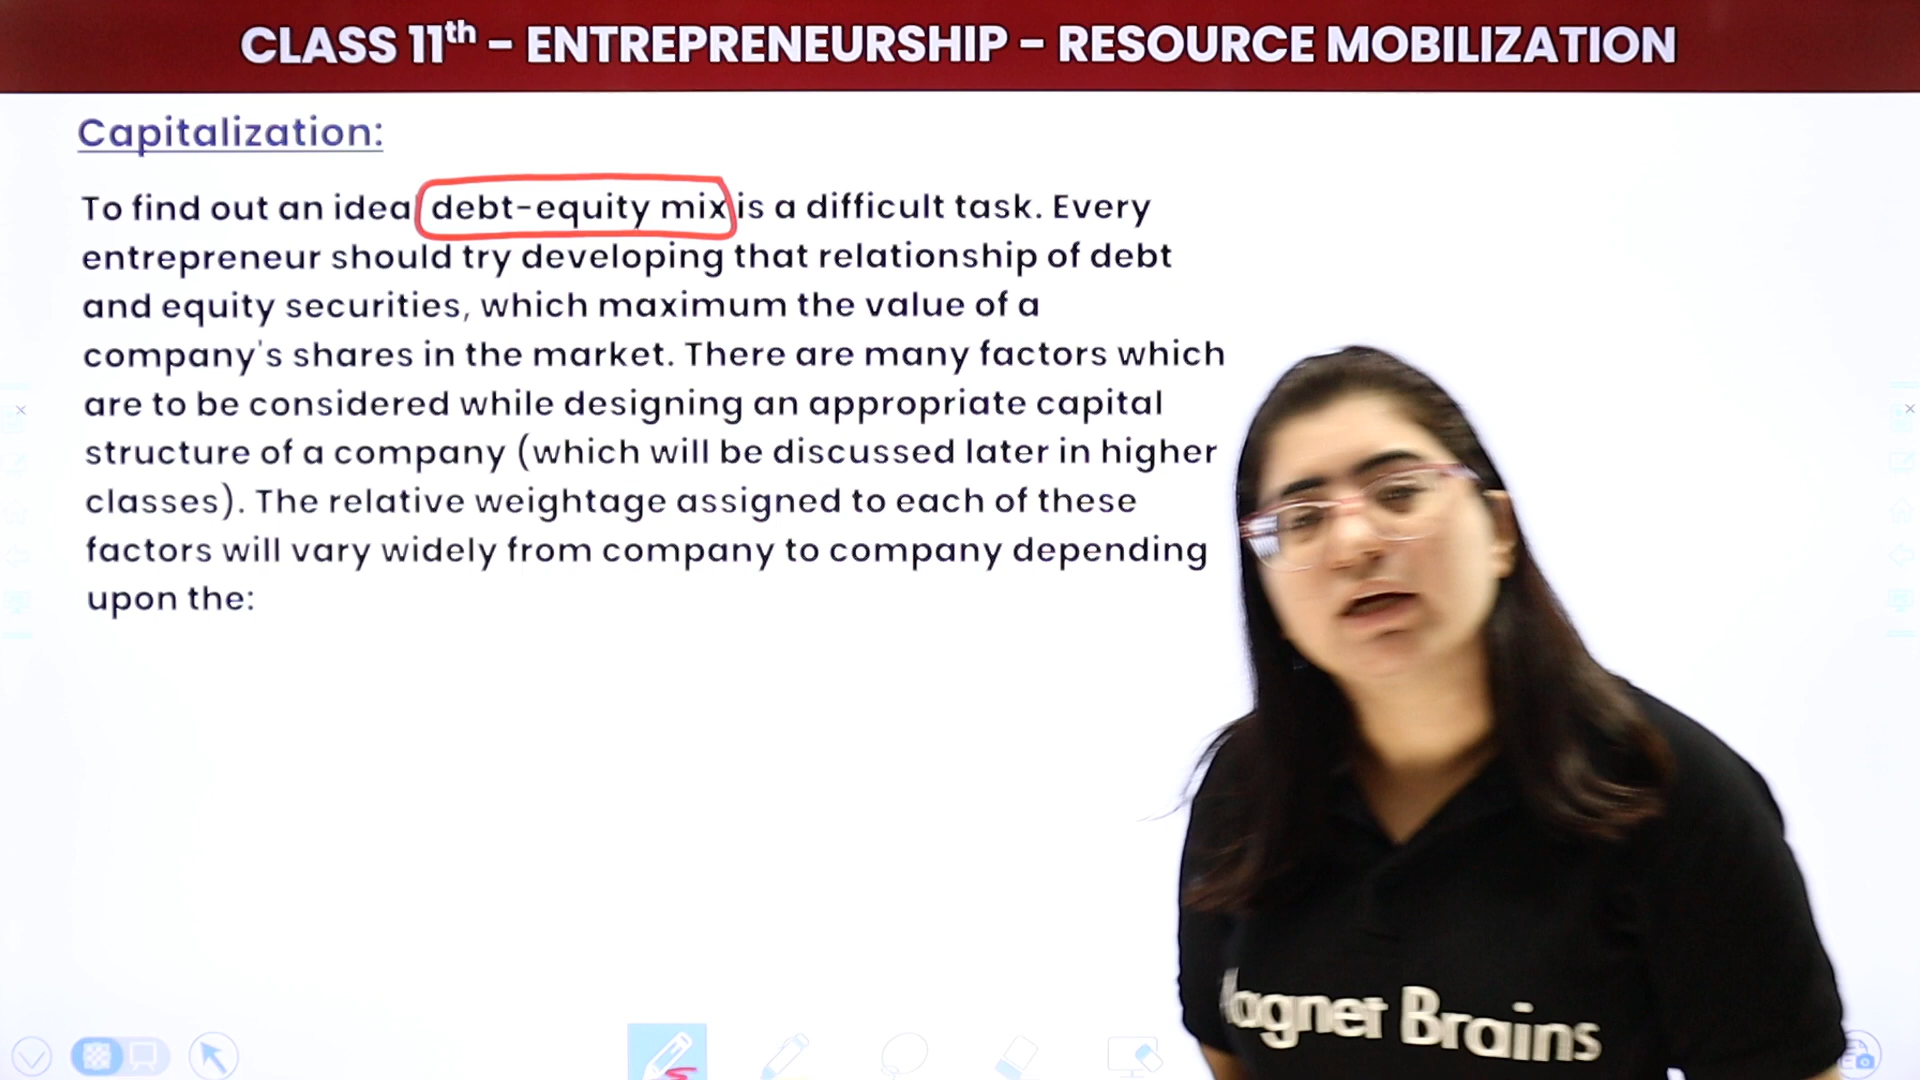 CLASS 11th - ENTREPRENEURSHIP - RESOURCE MOBILIZATION
Capitalization:
To find out an idea debt-equity mix is a difficult task. Every
entrepreneur should try developing that relationship of debt
and equity securities, which maximum the value of a
company's shares in the market. There are many factors which
are to be considered while designing an appropriate capital
structure of a company (which will be discussed later in higher
classes). The relative weightage assigned to each of these
factors will vary widely from company to company depending
upon the:
agnet Brains